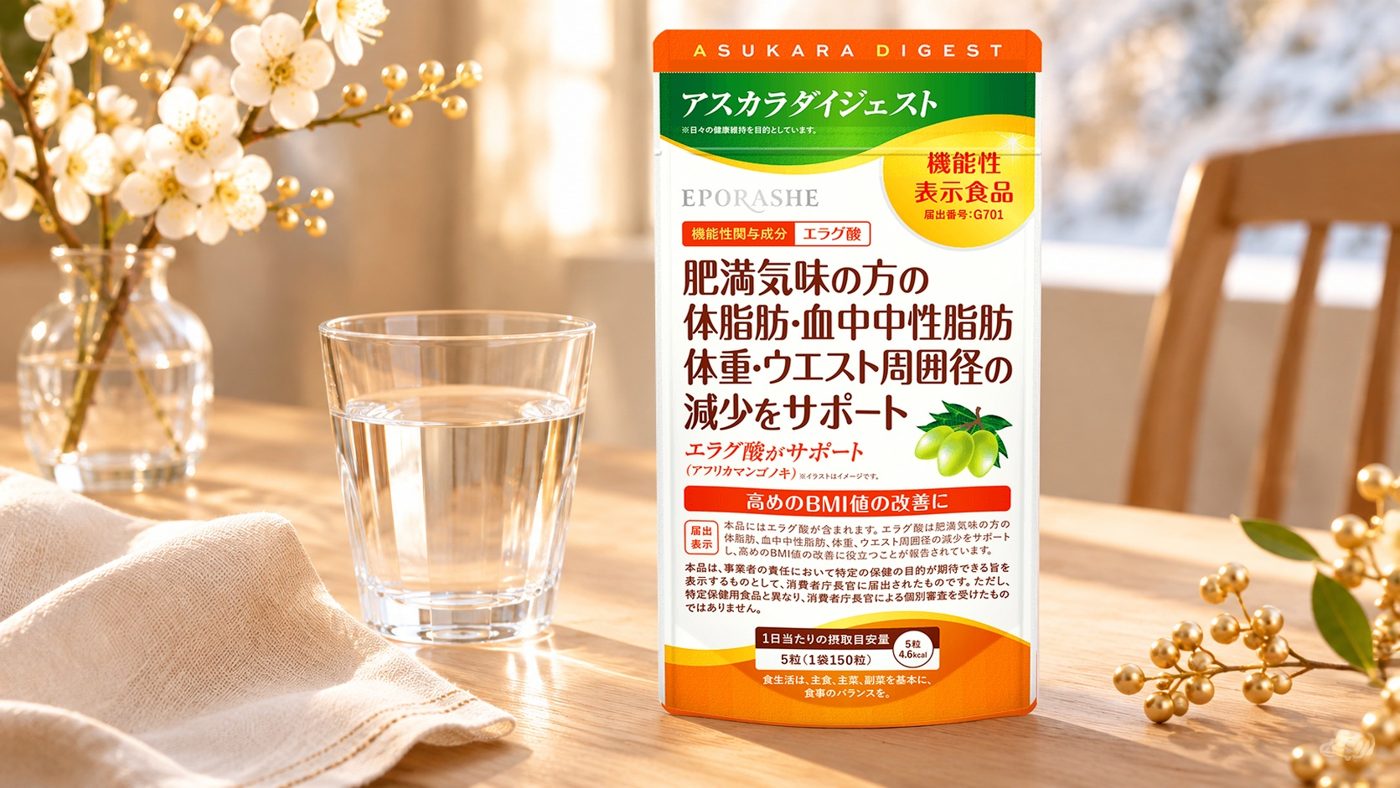 ASUKARA DIGEST
アスカラダイジェスト
※日々の健康維持を目的としています。
機能性
表示食品
届出番号:G701
EPORASHE
機能性関与成分 エラグ酸
肥満気味の方の
体脂肪・血中中性脂肪
体重・ウエスト周囲径の
減少をサポート
エラグ酸がサポート
(アフリカマンゴノキ) ※イラストはイメージです。
高めのBMI値の改善に
届出
表示
本品にはエラグ酸が含まれます。エラグ酸は肥満気味の方の
体脂肪、血中中性脂肪、体重、ウエスト周囲径の減少をサポート
し、高めのBMI値の改善に役立つことが報告されています。
本品は、事業者の責任において特定の保健の目的が期待できる旨を
表示するものとして、消費者庁長官に届出されたものです。ただし、
特定保健用食品と異なり、消費者庁長官による個別審査を受けたもの
ではありません。
1日当たりの摂取目安量
5粒(1袋150粒)
5粒
4.6kcal
食生活は、主食、主菜、副菜を基本に、
食事のバランスを。